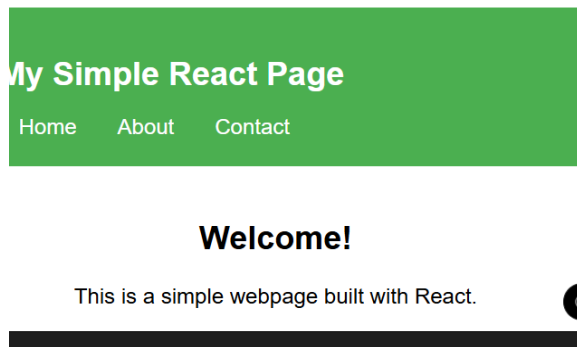 My Simple React Page
Home About Contact
Welcome!
This is a simple webpage built with React.